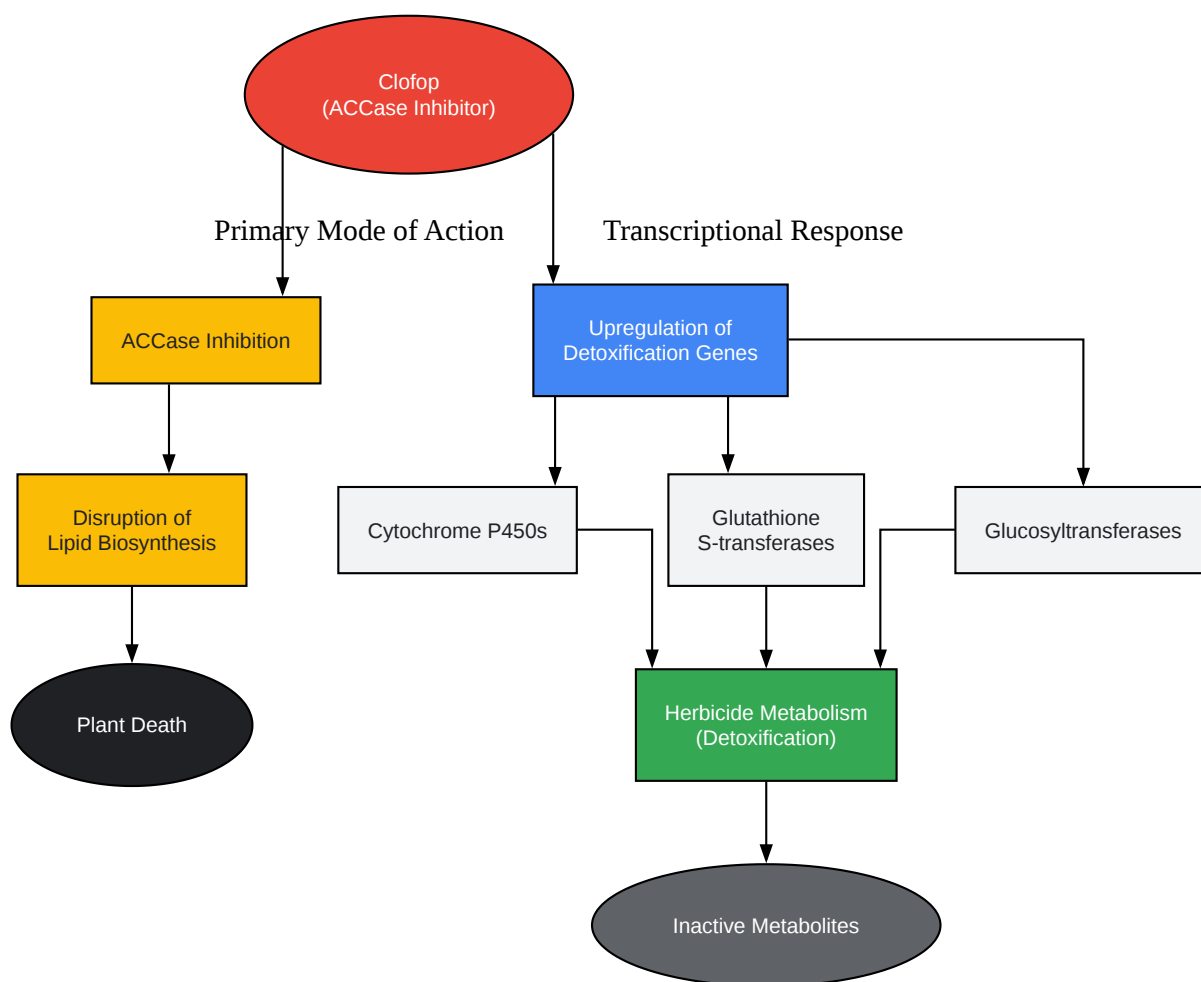 Clofop
(ACCase Inhibitor)
Primary Mode of Action
Transcriptional Response
ACCase Inhibition
Upregulation of
Detoxification Genes
Disruption of
Lipid Biosynthesis
Cytochrome P450s
Glutathione
S-transferases
Glucosyltransferases
Plant Death
Herbicide Metabolism
(Detoxification)
Inactive Metabolites